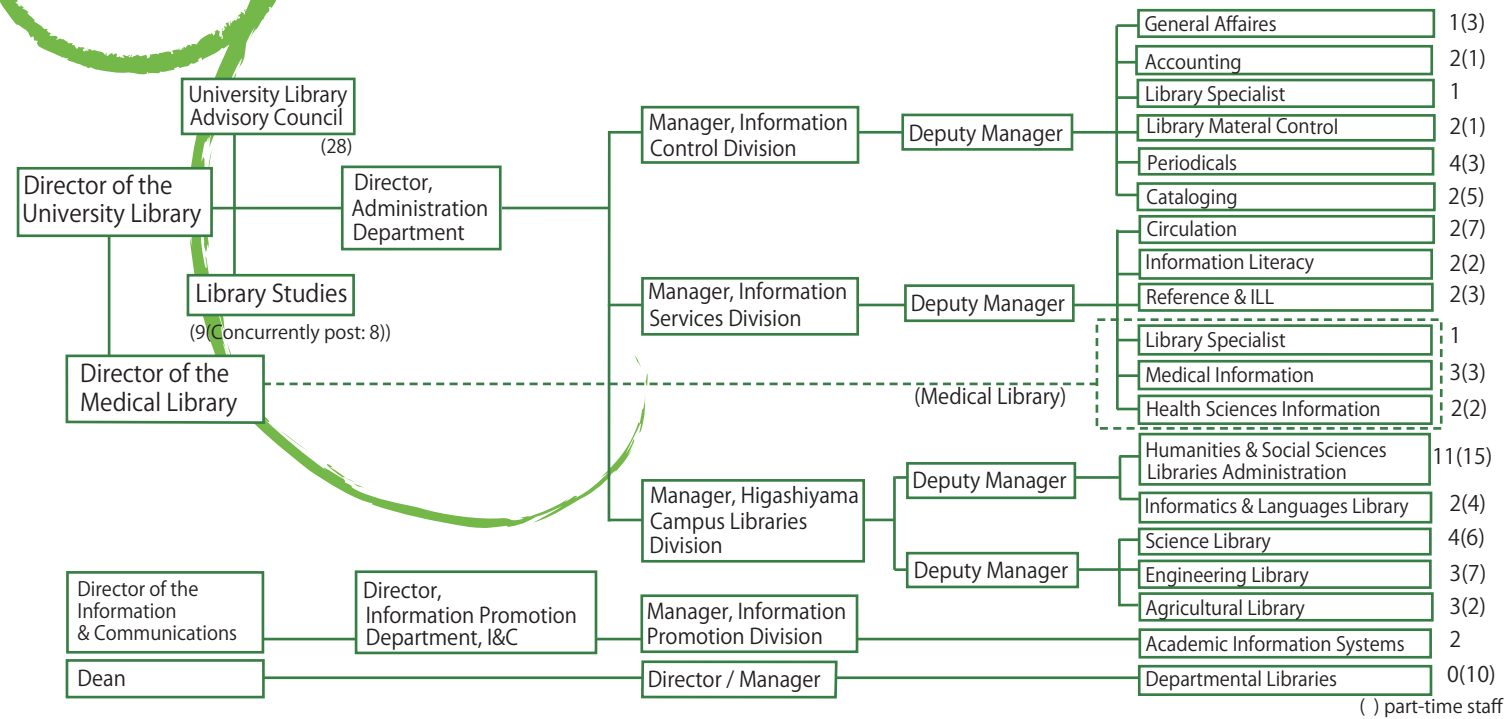 University Library
Advisory Council
(28)
Director of the
University Library
Director,
Administration
Department
Library Studies
(9(Concurrently post: 8))
Director of the
Medical Library
Manager, Information
Control Division
Deputy Manager
General Affaires 1(3)
Accounting 2(1)
Library Specialist 1
Library Materal Control 2(1)
Periodicals 4(3)
Cataloging 2(5)
Manager, Information
Services Division
Deputy Manager
Circulation 2(7)
Information Literacy 2(2)
Reference & ILL 2(3)
(Medical Library)
Library Specialist 1
Medical Information 3(3)
Health Sciences Information 2(2)
Manager, Higashiyama
Campus Libraries
Division
Deputy Manager
Humanities & Social Sciences
Libraries Administration 11(15)
Informatics & Languages Library 2(4)
Deputy Manager
Science Library 4(6)
Engineering Library 3(7)
Agricultural Library 3(2)
Director of the
Information
& Communications
Director,
Information Promotion
Department, I&C
Manager, Information
Promotion Division
Academic Information Systems 2
Dean
Director / Manager
Departmental Libraries 0(10)
( ) part-time staff